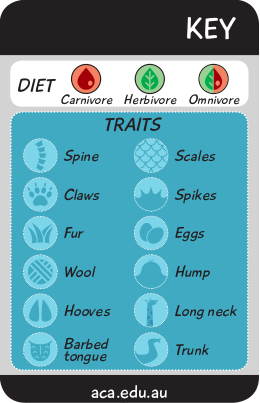 KEY
DIET
Carnivore Herbivore Omnivore
TRAITS
Spine Scales
Claws Spikes
Fur Eggs
Wool Hump
Hooves Long neck
Barbed
tongue Trunk
aca.edu.au